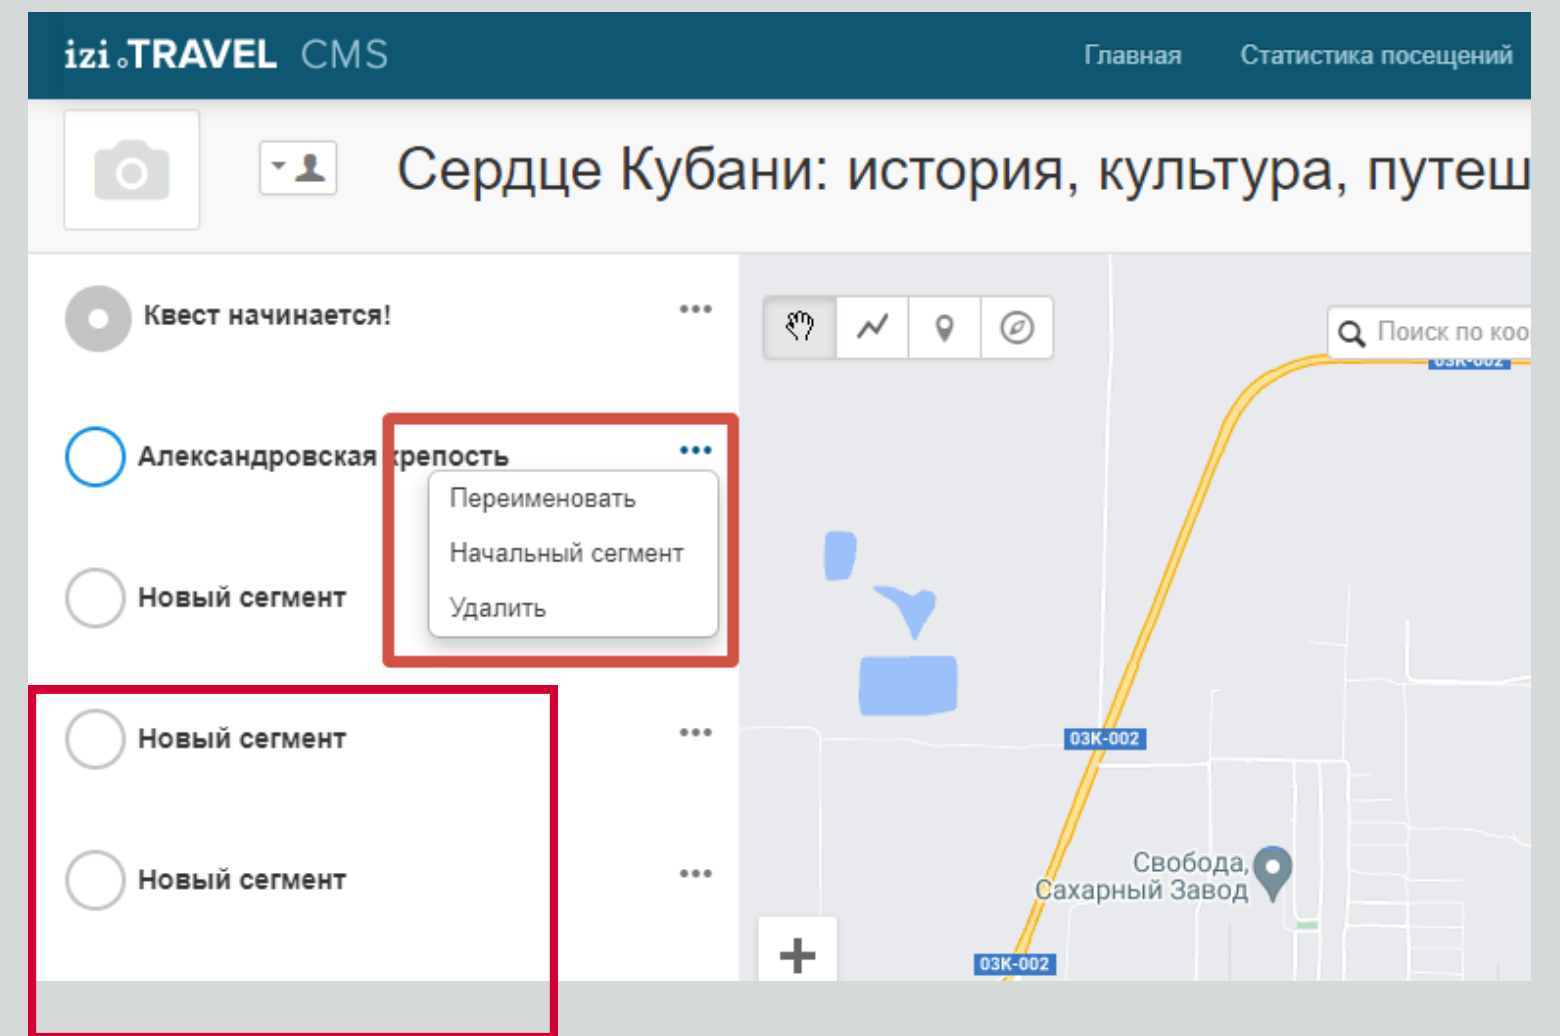 izi.TRAVEL CMS
Главная Статистика посещений
Сердце Кубани: история, культура, путеш
Квест начинается!
Поиск по коо
03K-002
Александровская крепость
Переименовать
Начальный сегмент
Удалить
Новый сегмент
Новый сегмент
03K-002
Новый сегмент
Свобода,
Сахарный Завод
03K-002